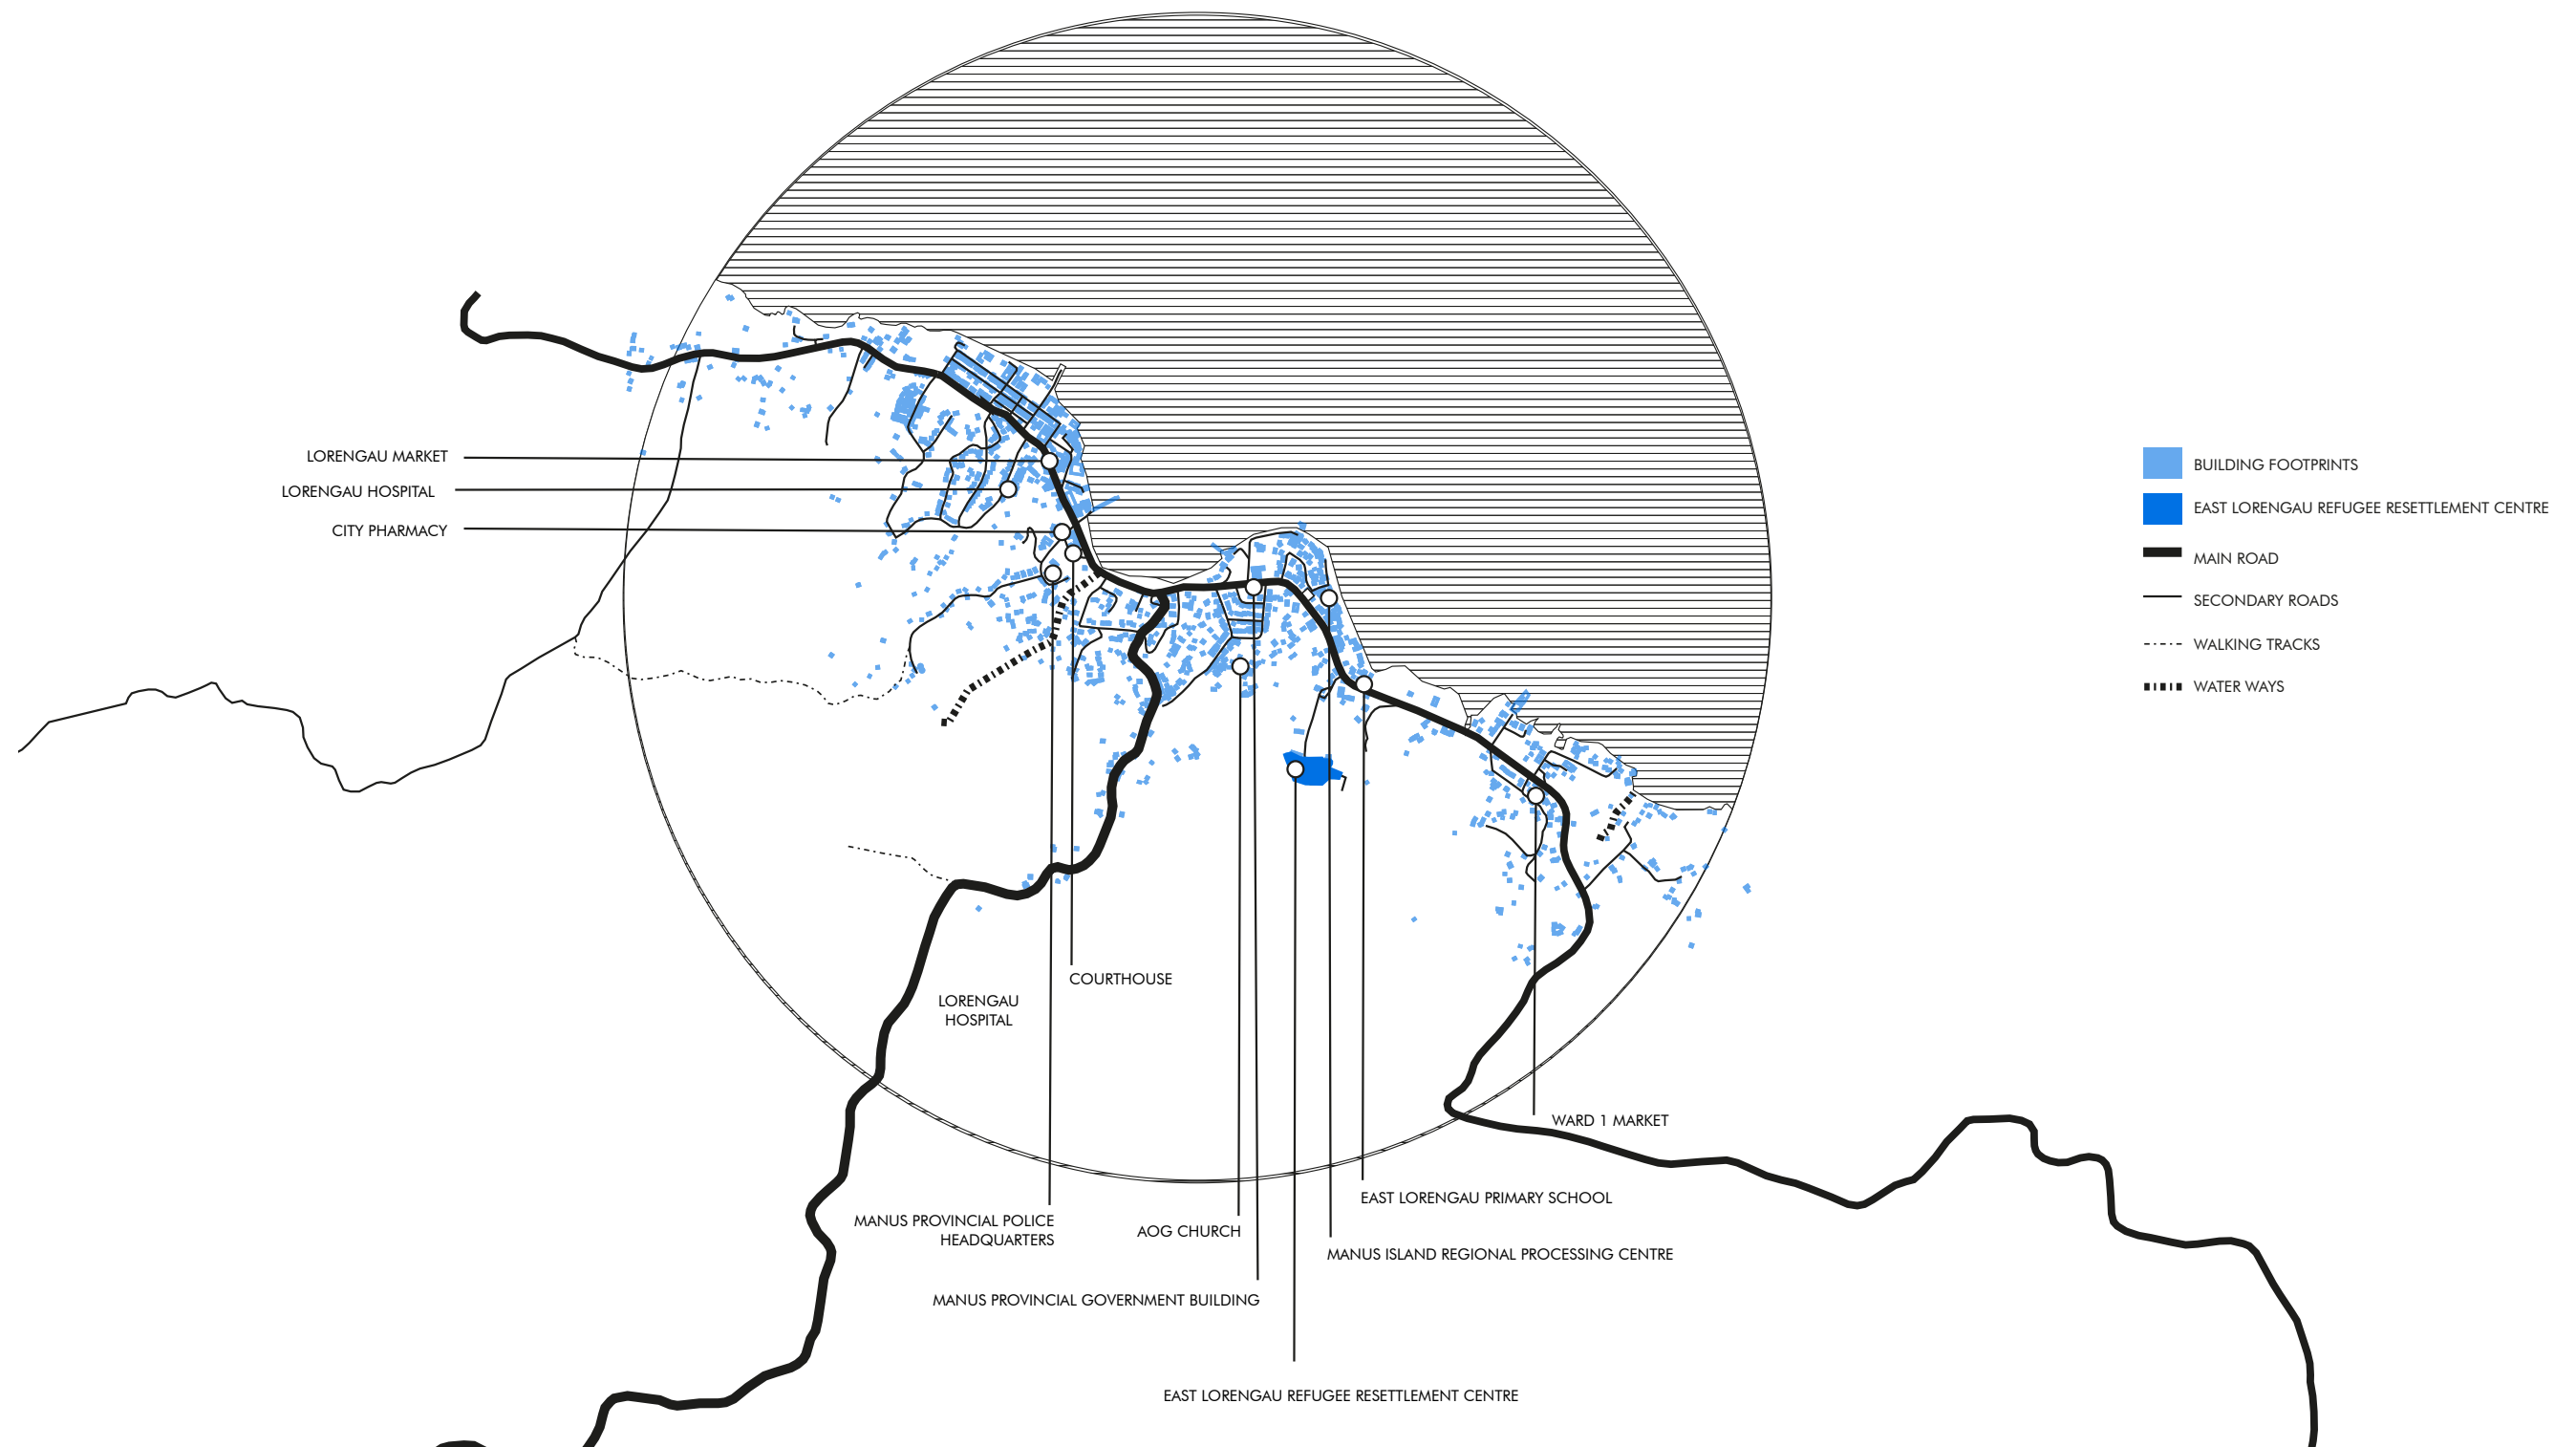 LORENGAU MARKET
LORENGAU HOSPITAL
CITY PHARMACY
BUILDING FOOTPRINTS
EAST LORENGAU REFUGEE RESETTLEMENT CENTRE
MAIN ROAD
SECONDARY ROADS
WALKING TRACKS
WATER WAYS
COURTHOUSE
LORENGAU
HOSPITAL
WARD 1 MARKET
EAST LORENGAU PRIMARY SCHOOL
MANUS PROVINCIAL POLICE
HEADQUARTERS
AOG CHURCH
MANUS ISLAND REGIONAL PROCESSING CENTRE
MANUS PROVINCIAL GOVERNMENT BUILDING
EAST LORENGAU REFUGEE RESETTLEMENT CENTRE